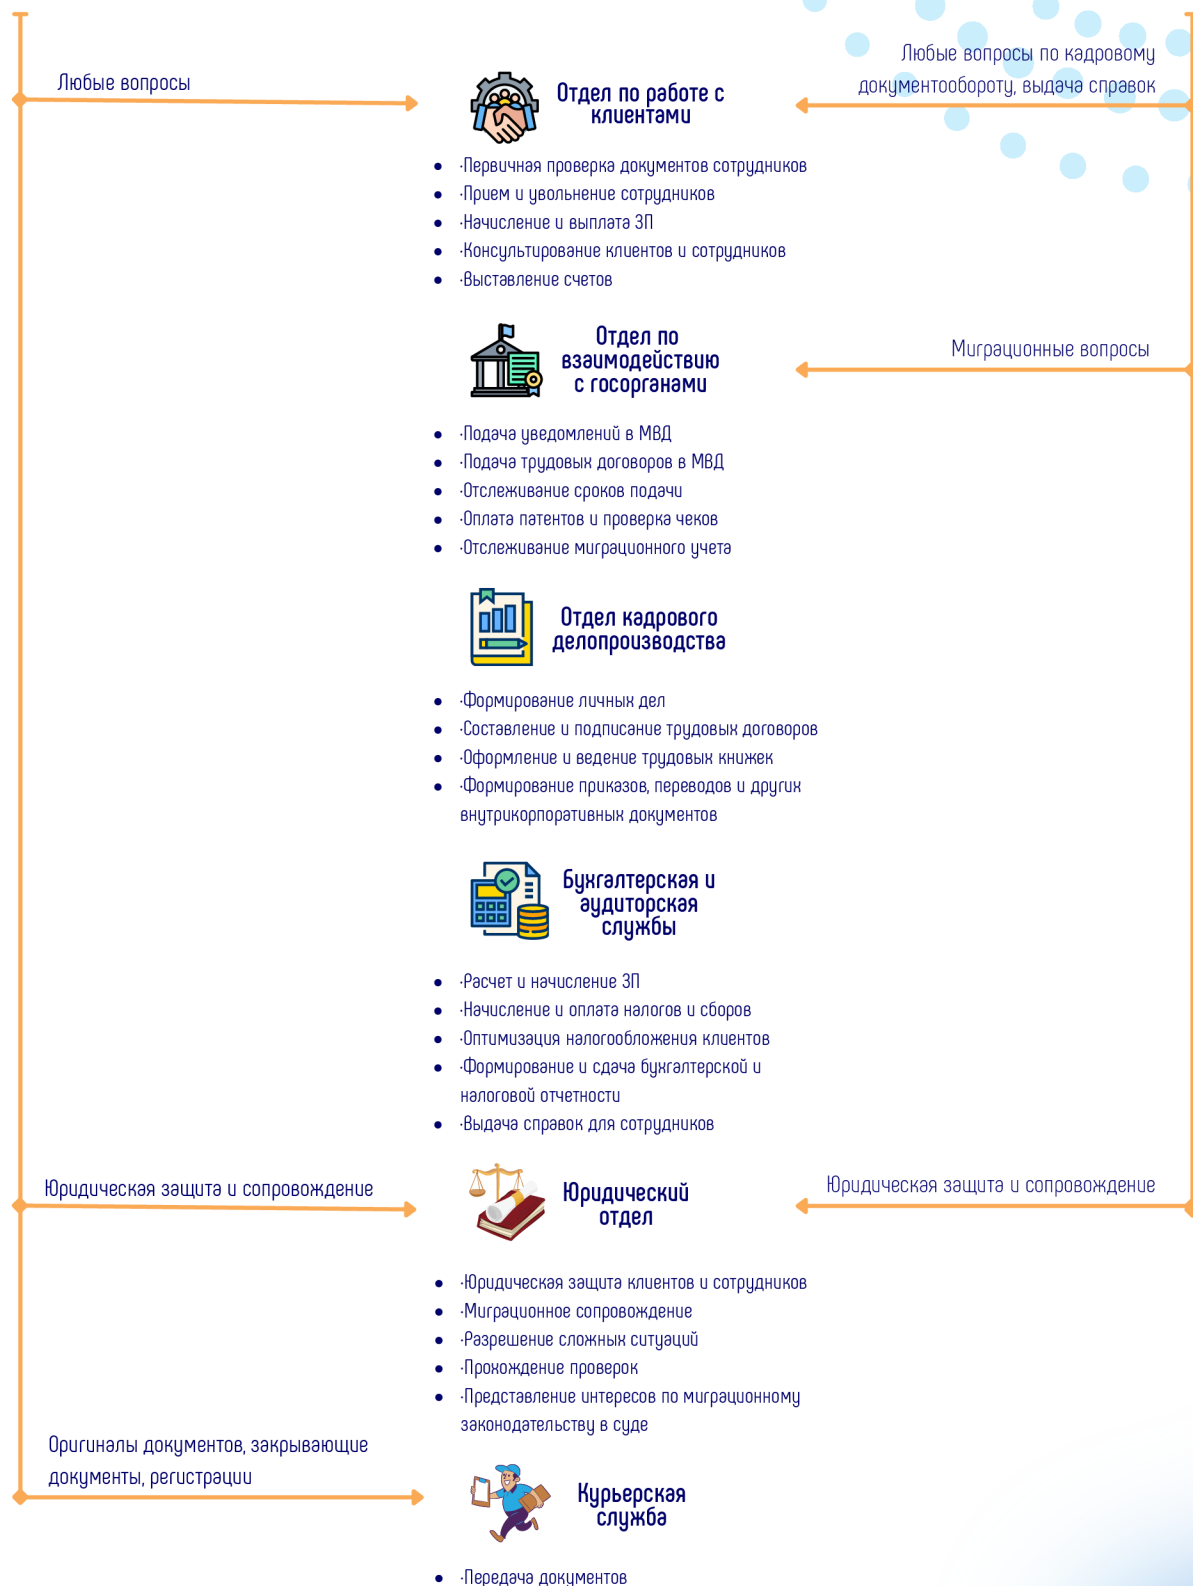 Любые вопросы
Любые вопросы по кадровому
документообороту, выдача справок
Отдел по работе с
клиентами
• ·Первичная проверка документов сотрудников
• ·Прием и увольнение сотрудников
• ·Начисление и выплата ЗП
• ·Консультирование клиентов и сотрудников
• ·Выставление счетов
Отдел по
взаимодействию
с госорганами
Миграционные вопросы
• ·Подача уведомлений в МВД
• ·Подача трудовых договоров в МВД
• ·Отслеживание сроков подачи
• ·Оплата патентов и проверка чеков
• ·Отслеживание миграционного учета
Отдел кадрового
делопроизводства
• ·Формирование личных дел
• ·Составление и подписание трудовых договоров
• ·Оформление и ведение трудовых книжек
• ·Формирование приказов, переводов и других
внутрикорпоративных документов
Бухгалтерская и
аудиторская
службы
• ·Расчет и начисление ЗП
• ·Начисление и оплата налогов и сборов
• ·Оптимизация налогообложения клиентов
• ·Формирование и сдача бухгалтерской и
налоговой отчетности
• ·Выдача справок для сотрудников
Юридическая защита и сопровождение
Юридический
отдел
Юридическая защита и сопровождение
• ·Юридическая защита клиентов и сотрудников
• ·Миграционное сопровождение
• ·Разрешение сложных ситуаций
• ·Прохождение проверок
• ·Представление интересов по миграционному
законодательству в суде
Оригиналы документов, закрывающие
документы, регистрации
Курьерская
служба
• ·Передача документов